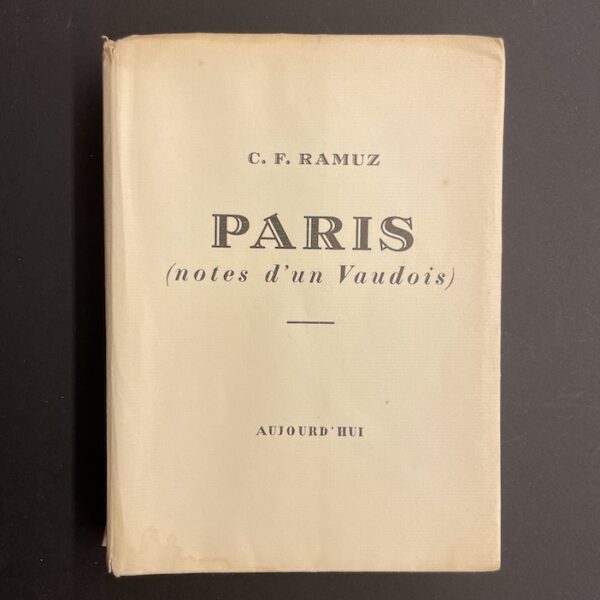 C. F. RAMUZ
PARIS
(notes d'un Vaudois)
AUJOURD'HUI